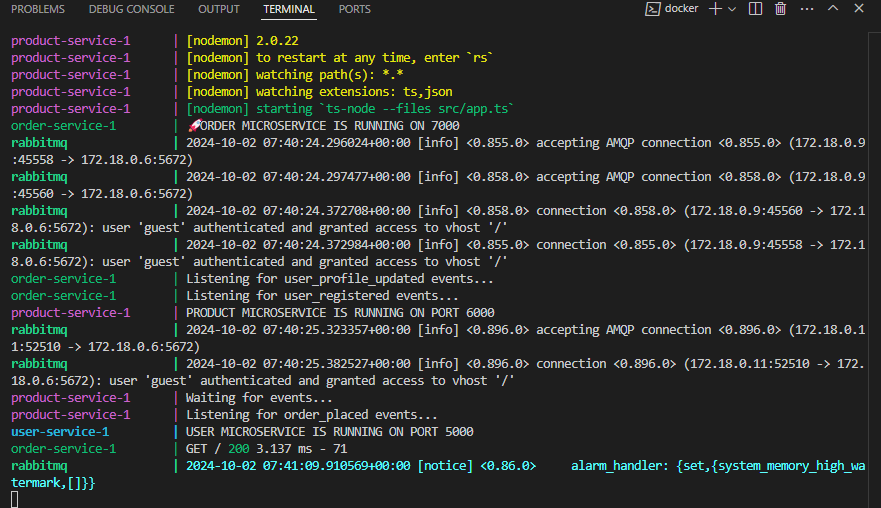 PROBLEMS DEBUG CONSOLE OUTPUT TERMINAL PORTS docker
product-service-1 | [nodemon] 2.0.22
product-service-1 | [nodemon] to restart at any time, enter `rs`
product-service-1 | [nodemon] watching path(s): *.*
product-service-1 | [nodemon] watching extensions: ts,json
product-service-1 | [nodemon] starting `ts-node --files src/app.ts`
order-service-1 | 🚀ORDER MICROSERVICE IS RUNNING ON 7000
rabbitmq | 2024-10-02 07:40:24.296024+00:00 [info] <0.855.0> accepting AMQP connection <0.855.0> (172.18.0.9
:45558 -> 172.18.0.6:5672)
rabbitmq | 2024-10-02 07:40:24.297477+00:00 [info] <0.858.0> accepting AMQP connection <0.858.0> (172.18.0.9
:45560 -> 172.18.0.6:5672)
rabbitmq | 2024-10-02 07:40:24.372708+00:00 [info] <0.858.0> connection <0.858.0> (172.18.0.9:45560 -> 172.1
8.0.6:5672): user 'guest' authenticated and granted access to vhost '/'
rabbitmq | 2024-10-02 07:40:24.372984+00:00 [info] <0.855.0> connection <0.855.0> (172.18.0.9:45558 -> 172.1
8.0.6:5672): user 'guest' authenticated and granted access to vhost '/'
order-service-1 | Listening for user_profile_updated events...
order-service-1 | Listening for user_registered events...
product-service-1 | PRODUCT MICROSERVICE IS RUNNING ON PORT 6000
rabbitmq | 2024-10-02 07:40:25.323357+00:00 [info] <0.896.0> accepting AMQP connection <0.896.0> (172.18.0.1
1:52510 -> 172.18.0.6:5672)
rabbitmq | 2024-10-02 07:40:25.382527+00:00 [info] <0.896.0> connection <0.896.0> (172.18.0.11:52510 -> 172.
18.0.6:5672): user 'guest' authenticated and granted access to vhost '/'
product-service-1 | Waiting for events...
product-service-1 | Listening for order_placed events...
user-service-1 | USER MICROSERVICE IS RUNNING ON PORT 5000
order-service-1 | GET / 200 3.137 ms - 71
rabbitmq | 2024-10-02 07:41:09.910569+00:00 [notice] <0.86.0> alarm_handler: {set,{system_memory_high_wa
termark,[]}}